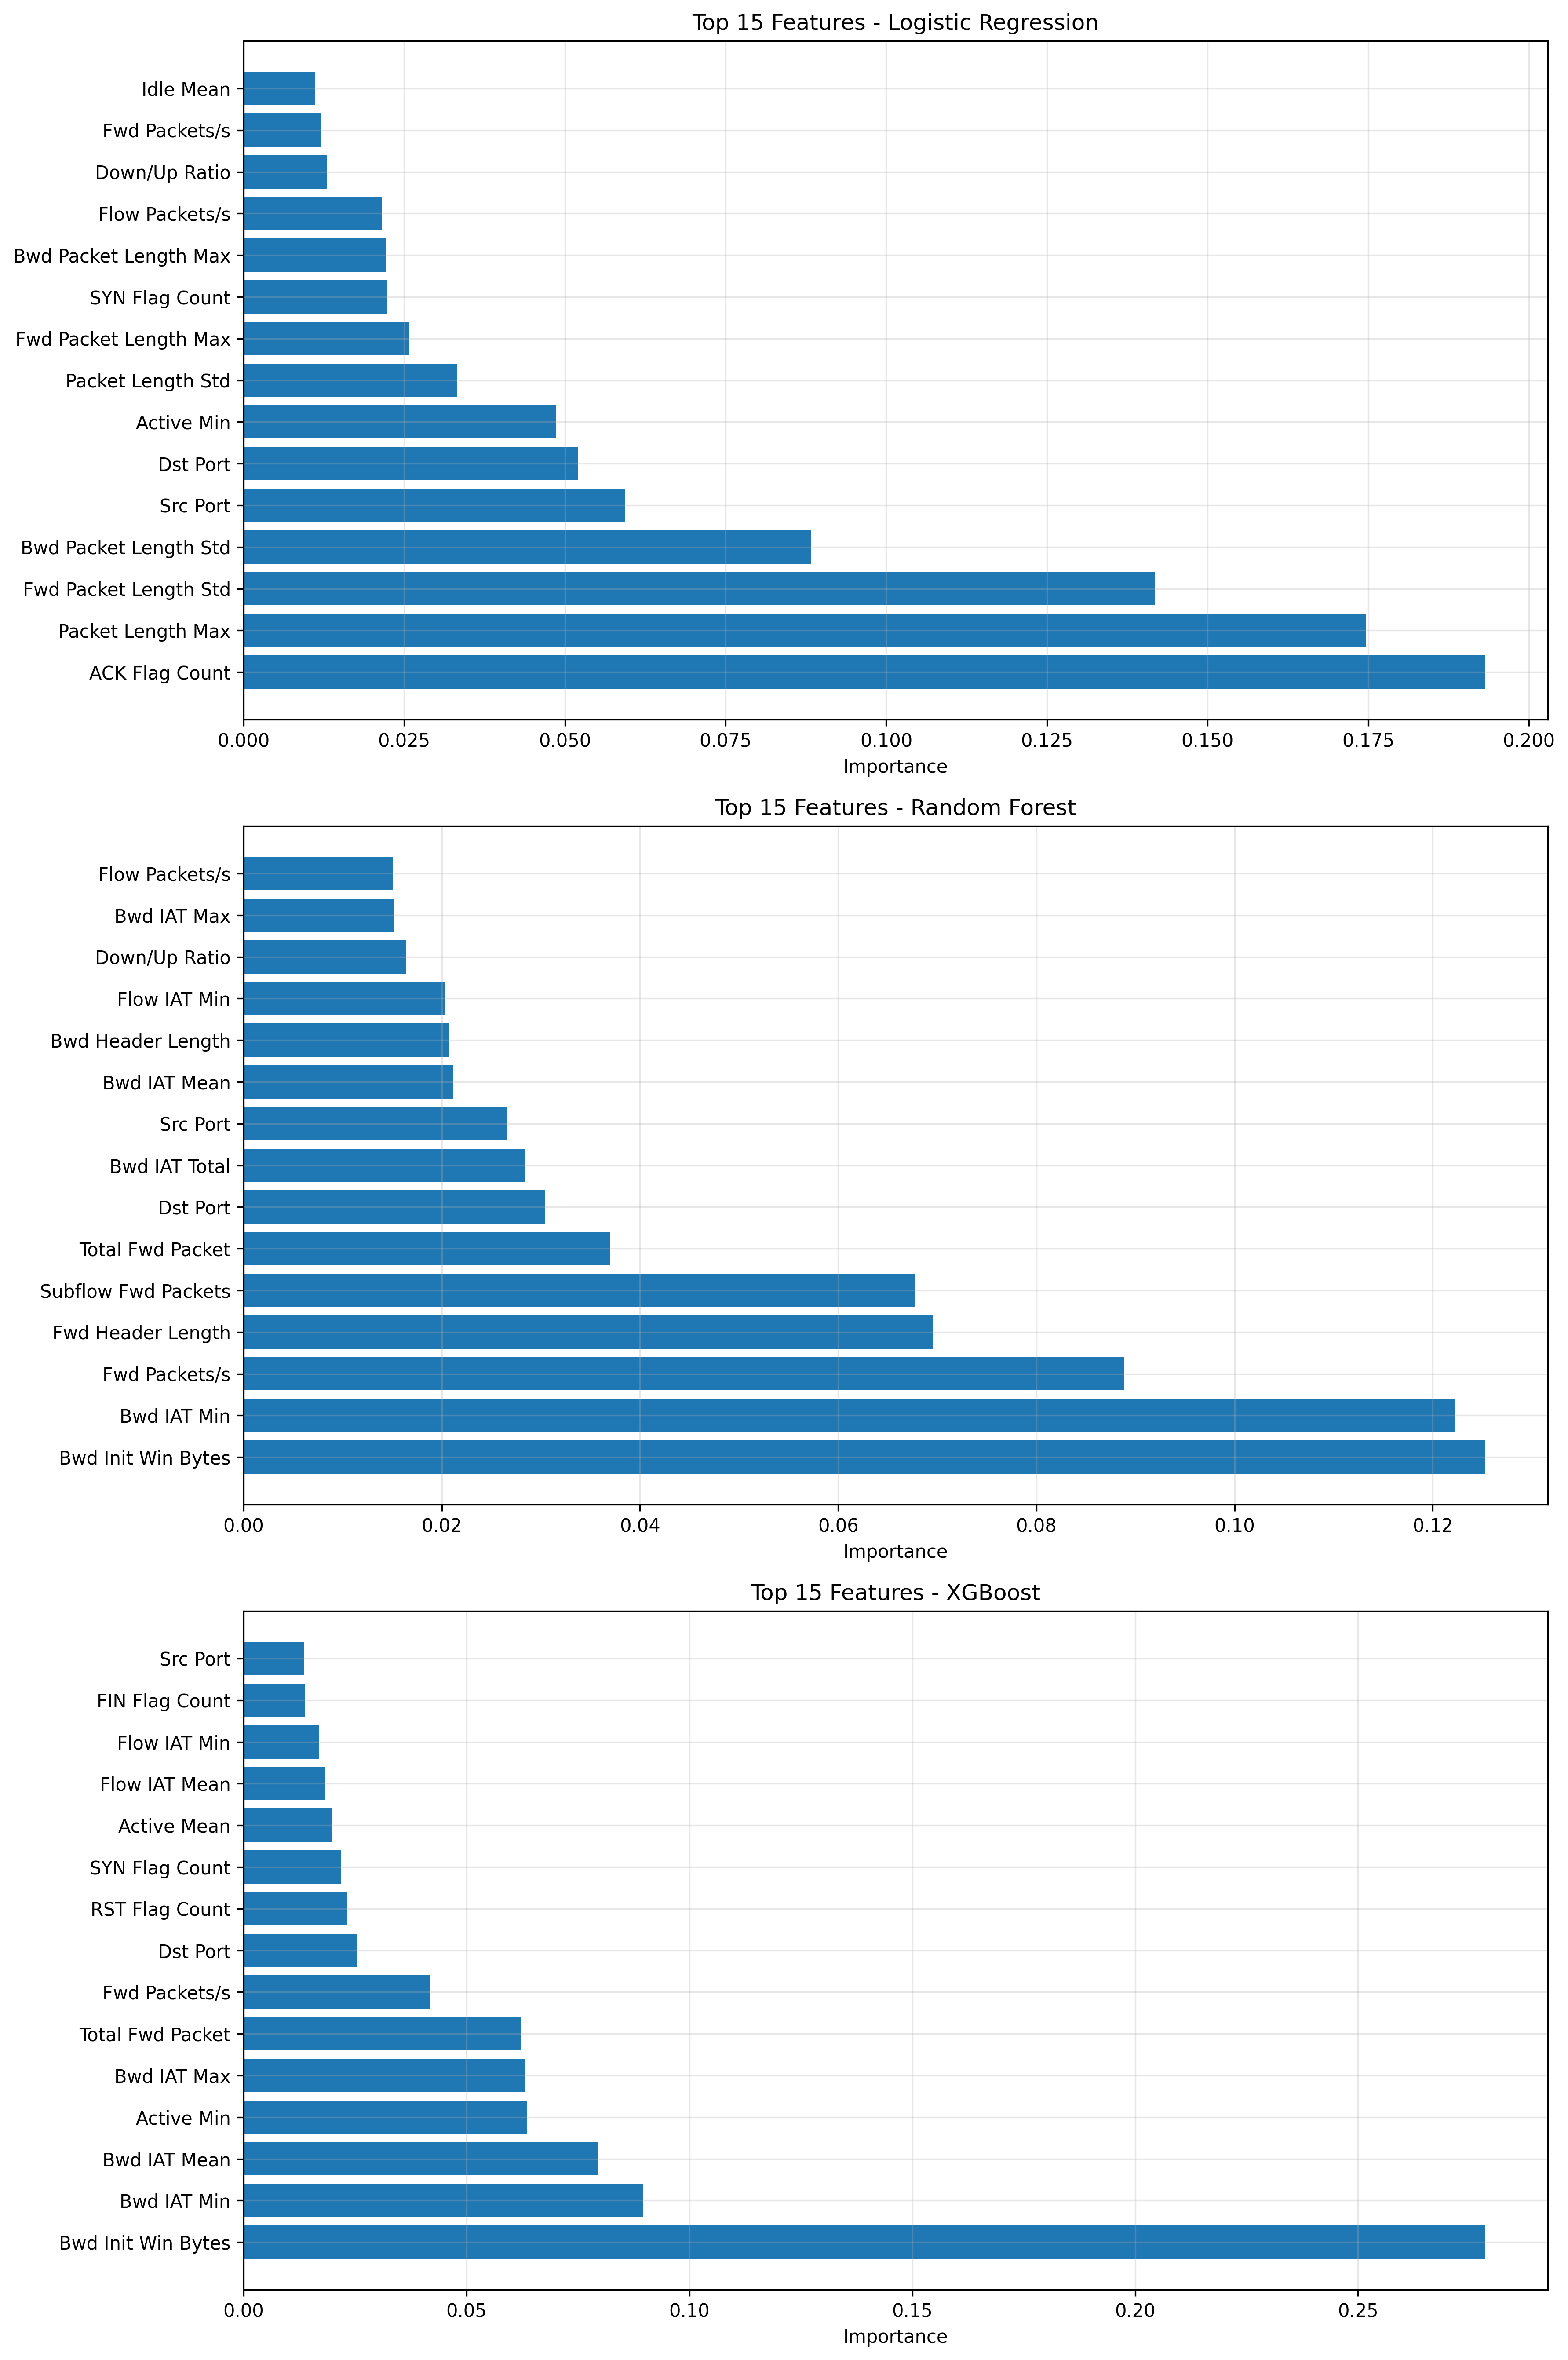 Top 15 Features - Logistic Regression
Idle Mean
Fwd Packets/s
Down/Up Ratio
Flow Packets/s
Bwd Packet Length Max
SYN Flag Count
Fwd Packet Length Max
Packet Length Std
Active Min
Dst Port
Src Port
Bwd Packet Length Std
Fwd Packet Length Std
Packet Length Max
ACK Flag Count
0.000 0.025 0.050 0.075 0.100 0.125 0.150 0.175 0.200
Importance
Top 15 Features - Random Forest
Flow Packets/s
Bwd IAT Max
Down/Up Ratio
Flow IAT Min
Bwd Header Length
Bwd IAT Mean
Src Port
Bwd IAT Total
Dst Port
Total Fwd Packet
Subflow Fwd Packets
Fwd Header Length
Fwd Packets/s
Bwd IAT Min
Bwd Init Win Bytes
0.00 0.02 0.04 0.06 0.08 0.10 0.12
Importance
Top 15 Features - XGBoost
Src Port
FIN Flag Count
Flow IAT Min
Flow IAT Mean
Active Mean
SYN Flag Count
RST Flag Count
Dst Port
Fwd Packets/s
Total Fwd Packet
Bwd IAT Max
Active Min
Bwd IAT Mean
Bwd IAT Min
Bwd Init Win Bytes
0.00 0.05 0.10 0.15 0.20 0.25
Importance